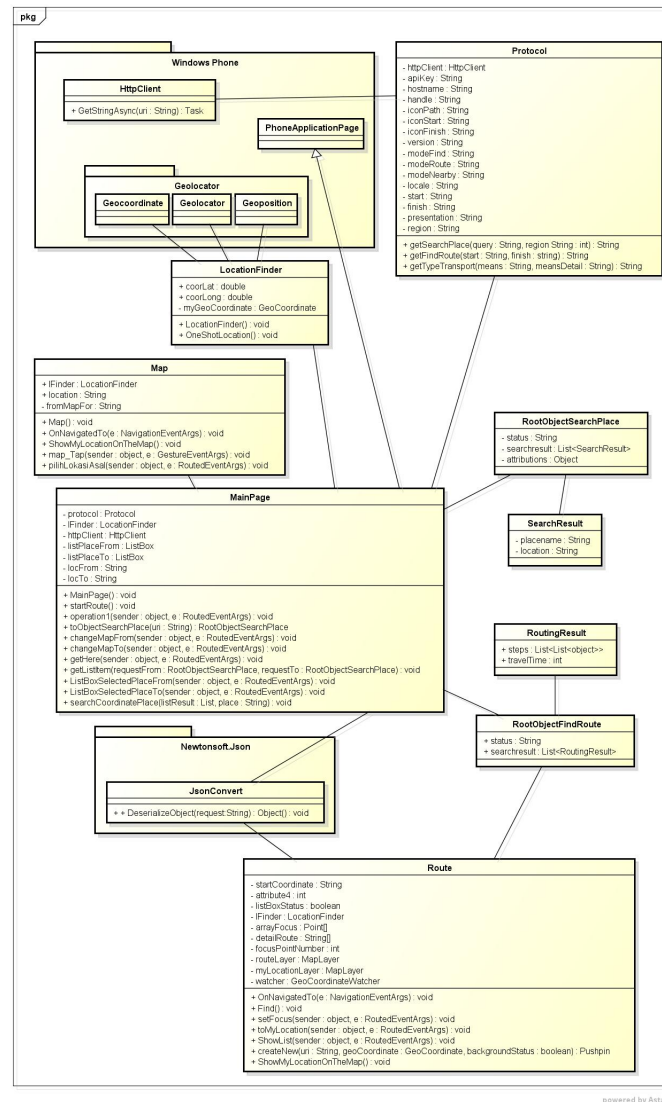 pkg
Windows Phone
HttpClient
+ GetStringAsync(uri : String) : Task
PhoneApplicationPage
Geolocator
Geocoordinate
Geolocator
Geoposition
Protocol
- httpClient : HttpClient
- apiKey : String
- hostname : String
- handle : String
- iconPath : String
- iconStart : String
- iconFinish : String
- version : String
- modeFind : String
- modeRoute : String
- modeNearby : String
- locale : String
- start : String
- finish : String
- presentation : String
- region : String
+ getSearchPlace(query : String, region String : int) : String
+ getFindRoute(start : String, finish : string) : String
+ getTypeTransport(means : String, meansDetail : String) : String
LocationFinder
+ coorLat : double
+ coorLong : double
- myGeoCoordinate : GeoCoordinate
+ LocationFinder() : void
+ OneShotLocation() : void
Map
+ lFinder : LocationFinder
+ location : String
- fromMapFor : String
+ Map() : void
+ OnNavigatedTo(e : NavigationEventArgs) : void
+ ShowMyLocationOnTheMap() : void
+ map_Tap(sender : object, e : GestureEventArgs) : void
+ pilihLokasiAsal(sender : object, e : RoutedEventArgs) : void
RootObjectSearchPlace
- status : String
- searchresult : List<SearchResult>
- attributions : Object
SearchResult
- placename : String
- location : String
MainPage
- protocol : Protocol
- lFinder : LocationFinder
- httpClient : HttpClient
- listPlaceFrom : ListBox
- listPlaceTo : ListBox
- locFrom : String
- locTo : String
+ MainPage() : void
+ startRoute() : void
+ operation1(sender : object, e : RoutedEventArgs) : void
+ toObjectSearchPlace(uri : String) : RootObjectSearchPlace
+ changeMapFrom(sender : object, e : RoutedEventArgs) : void
+ changeMapTo(sender : object, e : RoutedEventArgs) : void
+ getHere(sender : object, e : RoutedEventArgs) : void
+ getListItem(requestFrom : RootObjectSearchPlace, requestTo : RootObjectSearchPlace) : void
+ ListBoxSelectedPlaceFrom(sender : object, e : RoutedEventArgs) : void
+ ListBoxSelectedPlaceTo(sender : object, e : RoutedEventArgs) : void
+ searchCoordinatePlace(listResult : List, place : String) : void
RoutingResult
+ steps : List<List<object>>
+ travelTime : int
RootObjectFindRoute
+ status : String
+ searchresult : List<RoutingResult>
Newtonsoft.Json
JsonConvert
+ + DeserializeObject(request:String) : Object() : void
Route
- startCoordinate : String
- attribute4 : int
- listBoxStatus : boolean
- lFinder : LocationFinder
- arrayFocus : Point[]
- detailRoute : String[]
- focusPointNumber : int
- routeLayer : MapLayer
- myLocationLayer : MapLayer
- watcher : GeoCoordinateWatcher
+ OnNavigatedTo(e : NavigationEventArgs) : void
+ Find() : void
+ setFocus(sender : object, e : RoutedEventArgs) : void
+ toMyLocation(sender : object, e : RoutedEventArgs) : void
+ ShowList(sender : object, e : RoutedEventArgs) : void
+ createNew(uri : String, geoCoordinate : GeoCoordinate, backgroundStatus : boolean) : Pushpin
+ ShowMyLocationOnTheMap() : void
powered by Asta